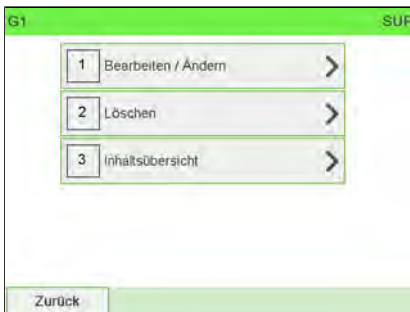 G1 SUP
1 Bearbeiten / Ändern
2 Löschen
3 Inhaltsübersicht
Zurück